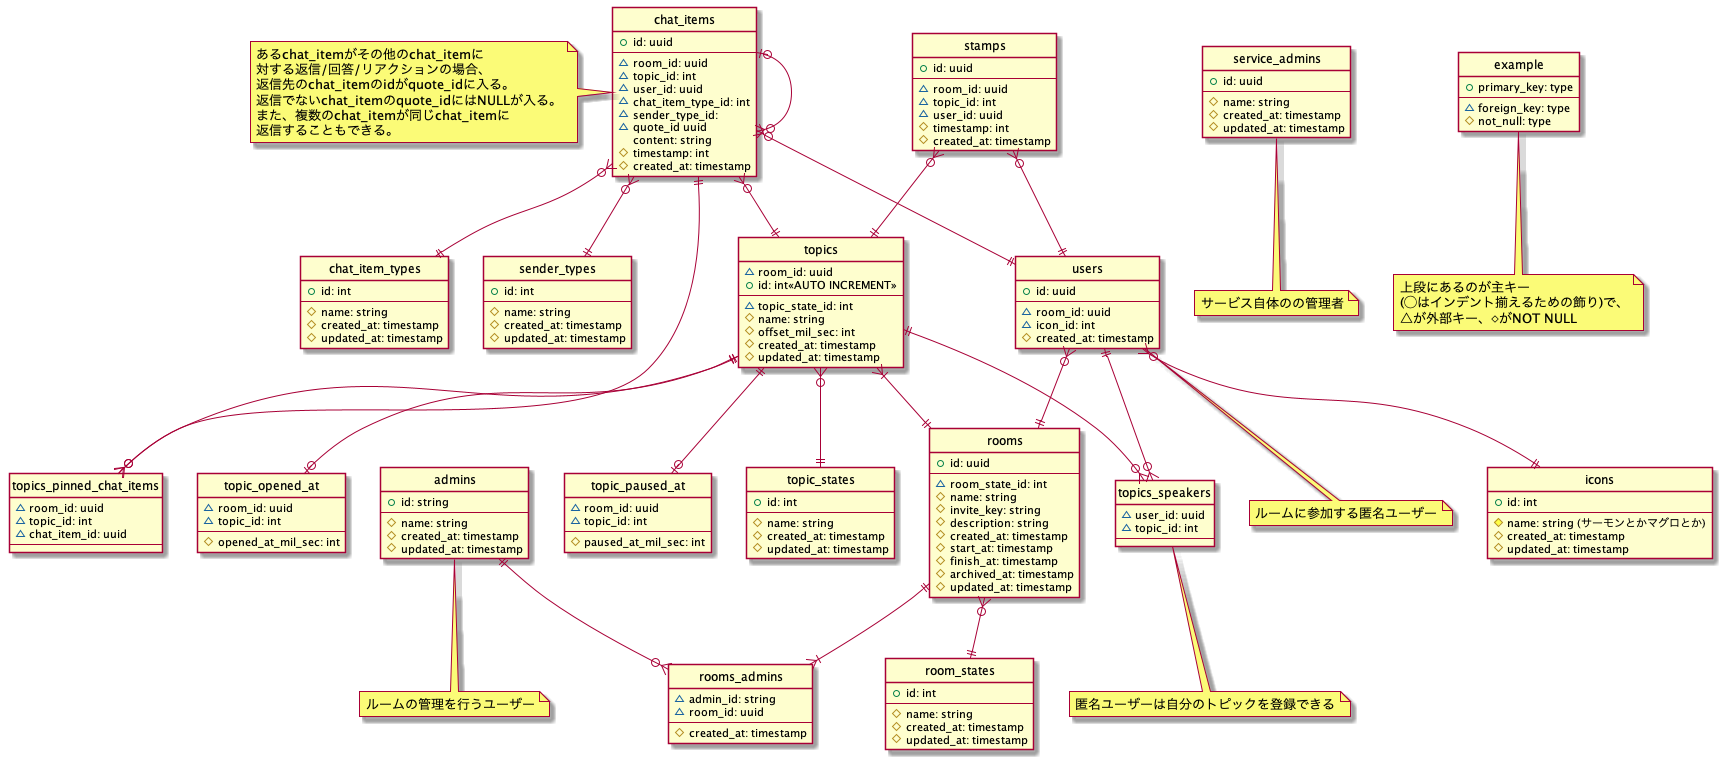 chat_items
id: uuid
room_id: uuid
topic_id: int
user_id: uuid
chat_item_type_id: int
sender_type_id:
quote_id uuid
content: string
timestamp: int
created_at: timestamp
あるchat_itemがその他のchat_itemに
対する返信/回答/リアクションの場合、
返信先のchat_itemのidがquote_idに入る。
返信でないchat_itemのquote_idにはNULLが入る。
また、複数のchat_itemが同じchat_itemに
返信することもできる。
stamps
id: uuid
room_id: uuid
topic_id: int
user_id: uuid
timestamp: int
created_at: timestamp
service_admins
id: uuid
name: string
created_at: timestamp
updated_at: timestamp
example
primary_key: type
foreign_key: type
not_null: type
chat_item_types
id: int
name: string
created_at: timestamp
updated_at: timestamp
sender_types
id: int
name: string
created_at: timestamp
updated_at: timestamp
topics
room_id: uuid
id: int«AUTO INCREMENT»
topic_state_id: int
name: string
offset_mil_sec: int
created_at: timestamp
updated_at: timestamp
users
id: uuid
room_id: uuid
icon_id: int
created_at: timestamp
サービス自体のの管理者
上段にあるのが主キー
(◯はインデント揃えるための飾り)で、
△が外部キー、◇がNOT NULL
topics_pinned_chat_items
room_id: uuid
topic_id: int
chat_item_id: uuid
topic_opened_at
room_id: uuid
topic_id: int
opened_at_mil_sec: int
admins
id: string
name: string
created_at: timestamp
updated_at: timestamp
topic_paused_at
room_id: uuid
topic_id: int
paused_at_mil_sec: int
topic_states
id: int
name: string
created_at: timestamp
updated_at: timestamp
rooms
id: uuid
room_state_id: int
name: string
invite_key: string
description: string
created_at: timestamp
start_at: timestamp
finish_at: timestamp
archived_at: timestamp
updated_at: timestamp
topics_speakers
user_id: uuid
topic_id: int
ルームに参加する匿名ユーザー
icons
id: int
name: string (サーモンとかマグロとか)
created_at: timestamp
updated_at: timestamp
ルームの管理を行うユーザー
rooms_admins
admin_id: string
room_id: uuid
created_at: timestamp
room_states
id: int
name: string
created_at: timestamp
updated_at: timestamp
匿名ユーザーは自分のトピックを登録できる